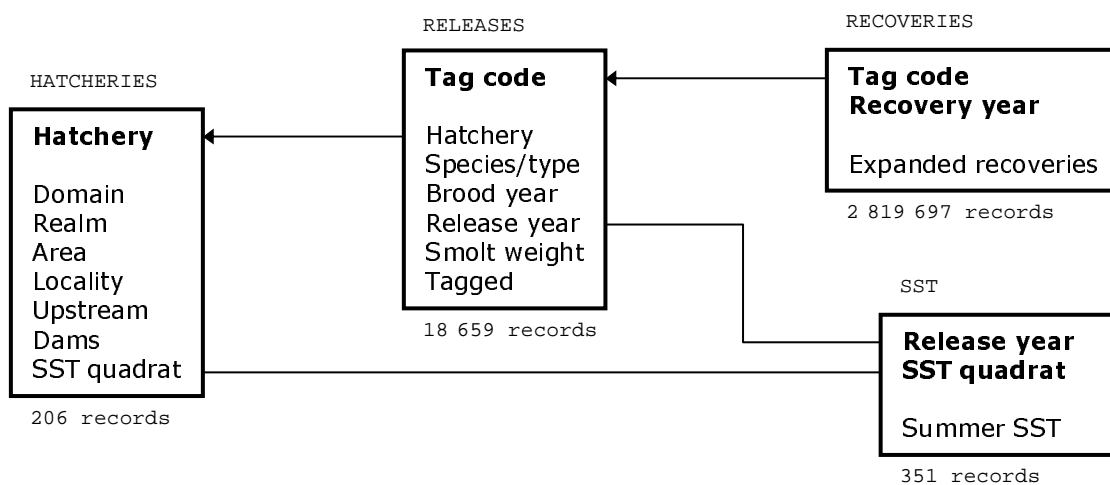 HATCHERIES
Hatchery
Domain
Realm
Area
Locality
Upstream
Dams
SST quadrat
206 records
RELEASES
Tag code
Hatchery
Species/type
Brood year
Release year
Smolt weight
Tagged
18 659 records
RECOVERIES
Tag code
Recovery year
Expanded recoveries
2 819 697 records
SST
Release year
SST quadrat
Summer SST
351 records